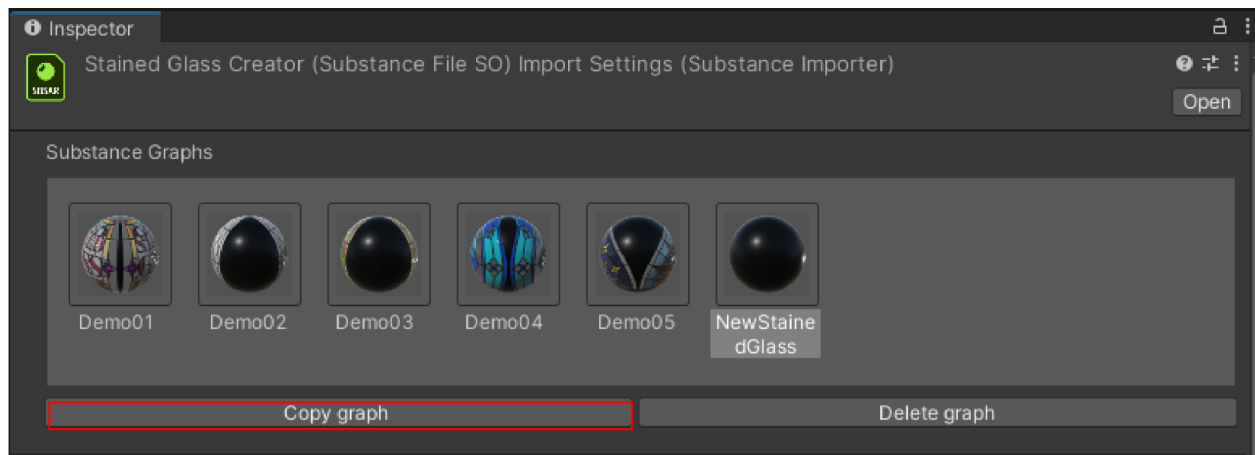 Inspector
Stained Glass Creator (Substance File SO) Import Settings (Substance Importer)
SBSAR
Open
Substance Graphs
Demo01 Demo02 Demo03 Demo04 Demo05 NewStaine
dGlass
Copy graph Delete graph